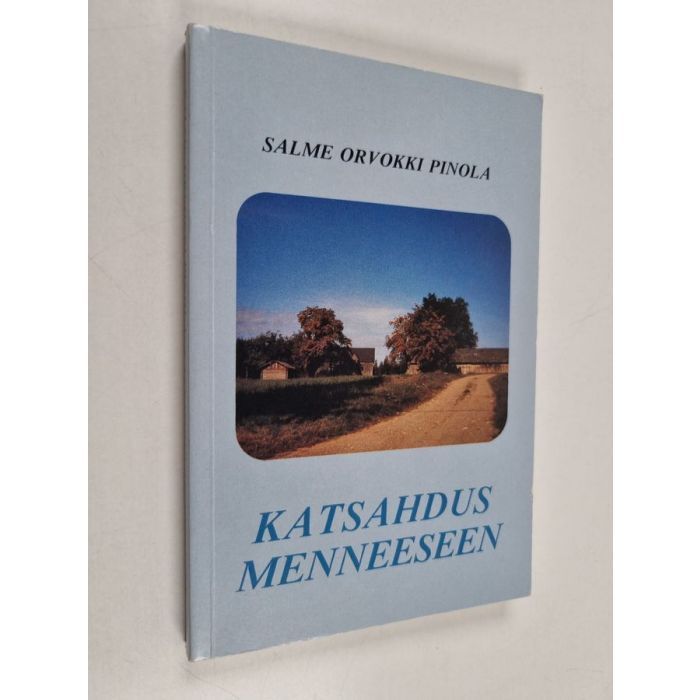 SALME ORVOKKI PINOLA
KATSAHDUS
MENNEESEEN